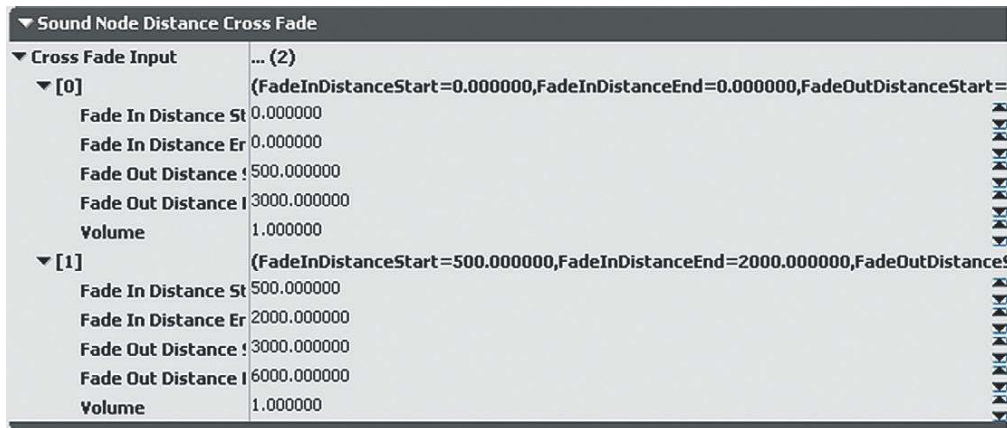 Sound Node Distance Cross Fade
Cross Fade Input ... (2)
[0] (FadeInDistanceStart=0.000000,FadeInDistanceEnd=0.000000,FadeOutDistanceStart=
Fade In Distance St 0.000000
Fade In Distance Er 0.000000
Fade Out Distance 500.000000
Fade Out Distance 3000.000000
Volume 1.000000
[1] (FadeInDistanceStart=500.000000,FadeInDistanceEnd=2000.000000,FadeOutDistanceS
Fade In Distance St 500.000000
Fade In Distance Er 2000.000000
Fade Out Distance 3000.000000
Fade Out Distance 6000.000000
Volume 1.000000